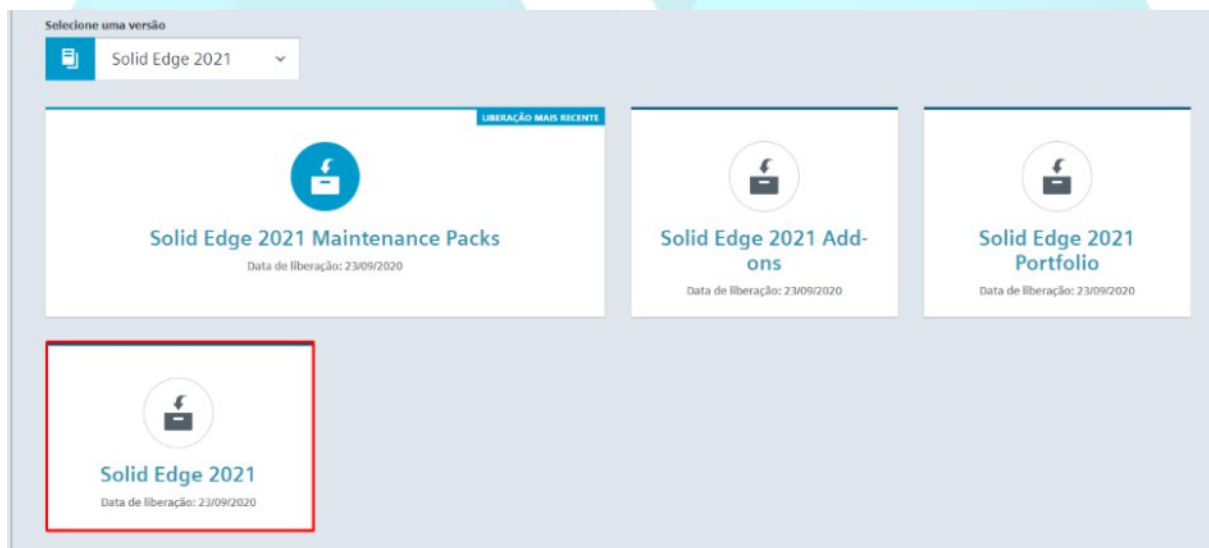 Selecione uma versão
Solid Edge 2021
LIBERAÇÃO MAIS RECENTE
Solid Edge 2021 Maintenance Packs
Data de liberação: 23/09/2020
Solid Edge 2021 Add-
ons
Data de liberação: 23/09/2020
Solid Edge 2021
Portfolio
Data de liberação: 23/09/2020
Solid Edge 2021
Data de liberação: 23/09/2020